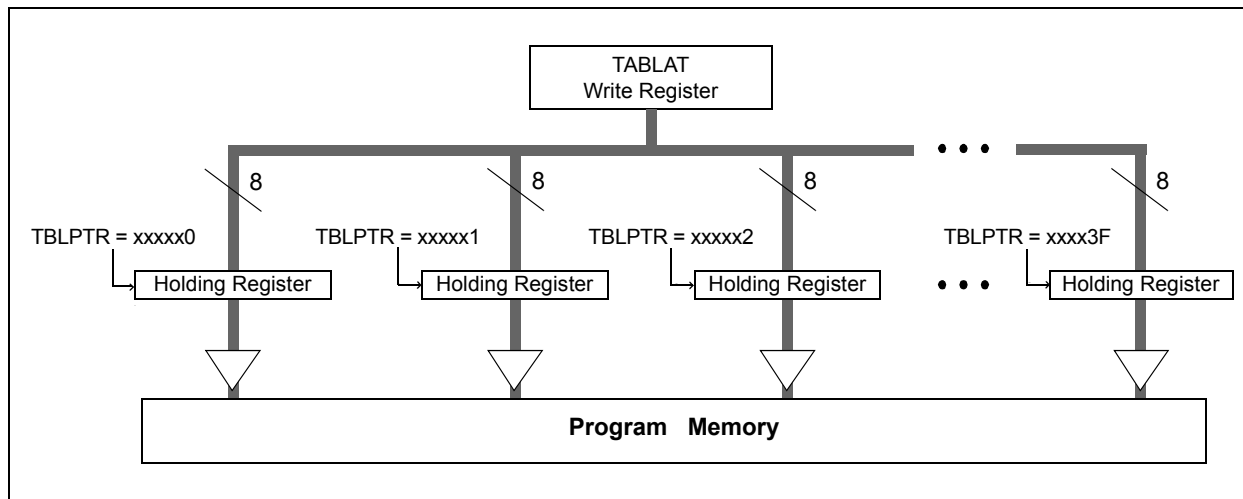 TABLAT
Write Register
8
8
8
8
TBLPTR = xxxxx0
TBLPTR = xxxxx1
TBLPTR = xxxxx2
TBLPTR = xxxx3F
Holding Register
Holding Register
Holding Register
Holding Register
Program Memory